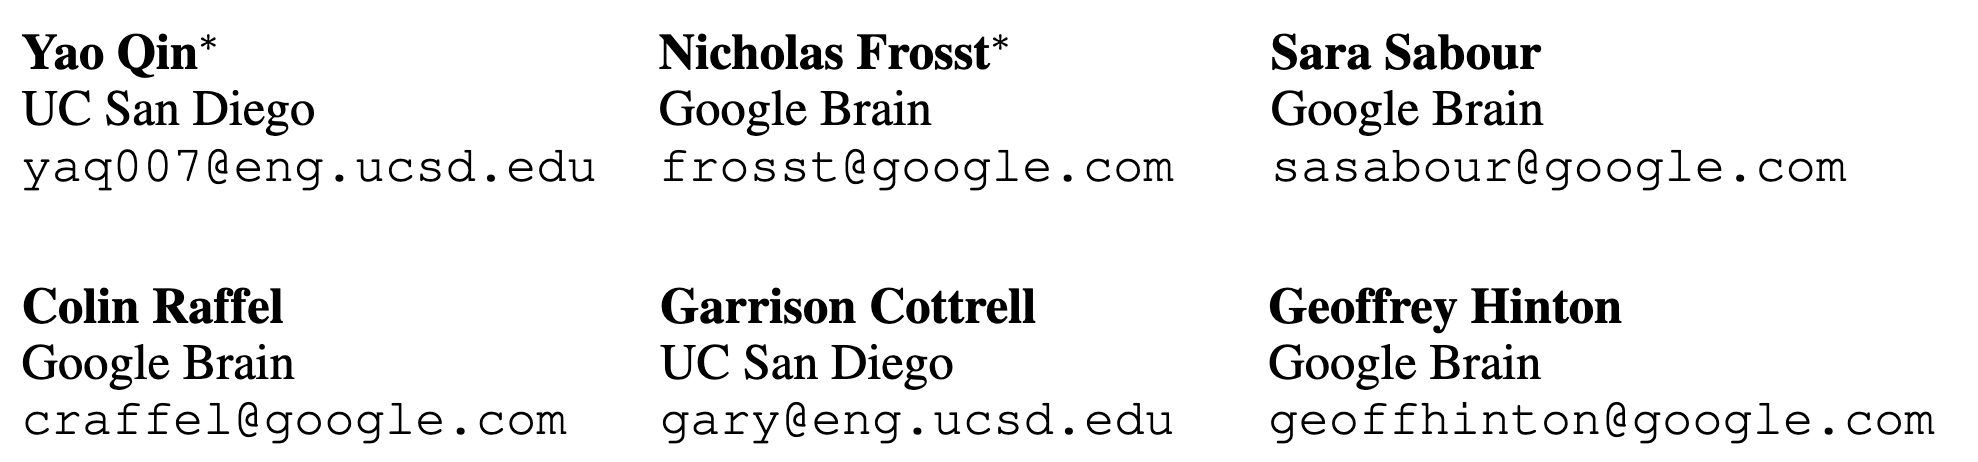 Yao Qin*
UC San Diego
yaq007@eng.ucsd.edu
Nicholas Frosst*
Google Brain
frosst@google.com
Sara Sabour
Google Brain
sasabour@google.com
Colin Raffel
Google Brain
craffel@google.com
Garrison Cottrell
UC San Diego
gary@eng.ucsd.edu
Geoffrey Hinton
Google Brain
geoffhinton@google.com